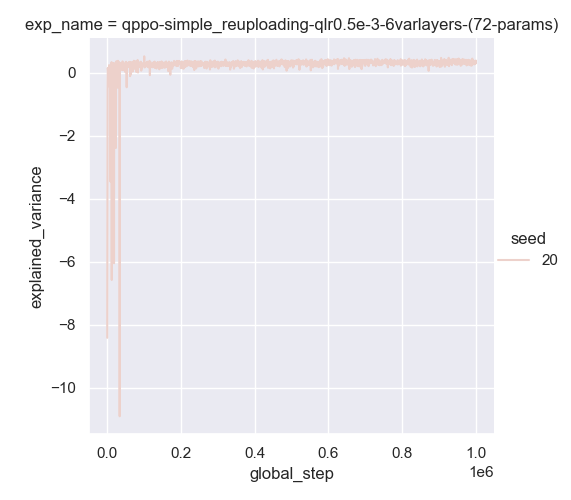 exp_name = qppo-simple_reuploading-qlr0.5e-3-6varlayers-(72-params)
0
−2
−4
−6
−8
−10
explained_variance
0.0 0.2 0.4 0.6 0.8 1.0
1e6
global_step
seed
20